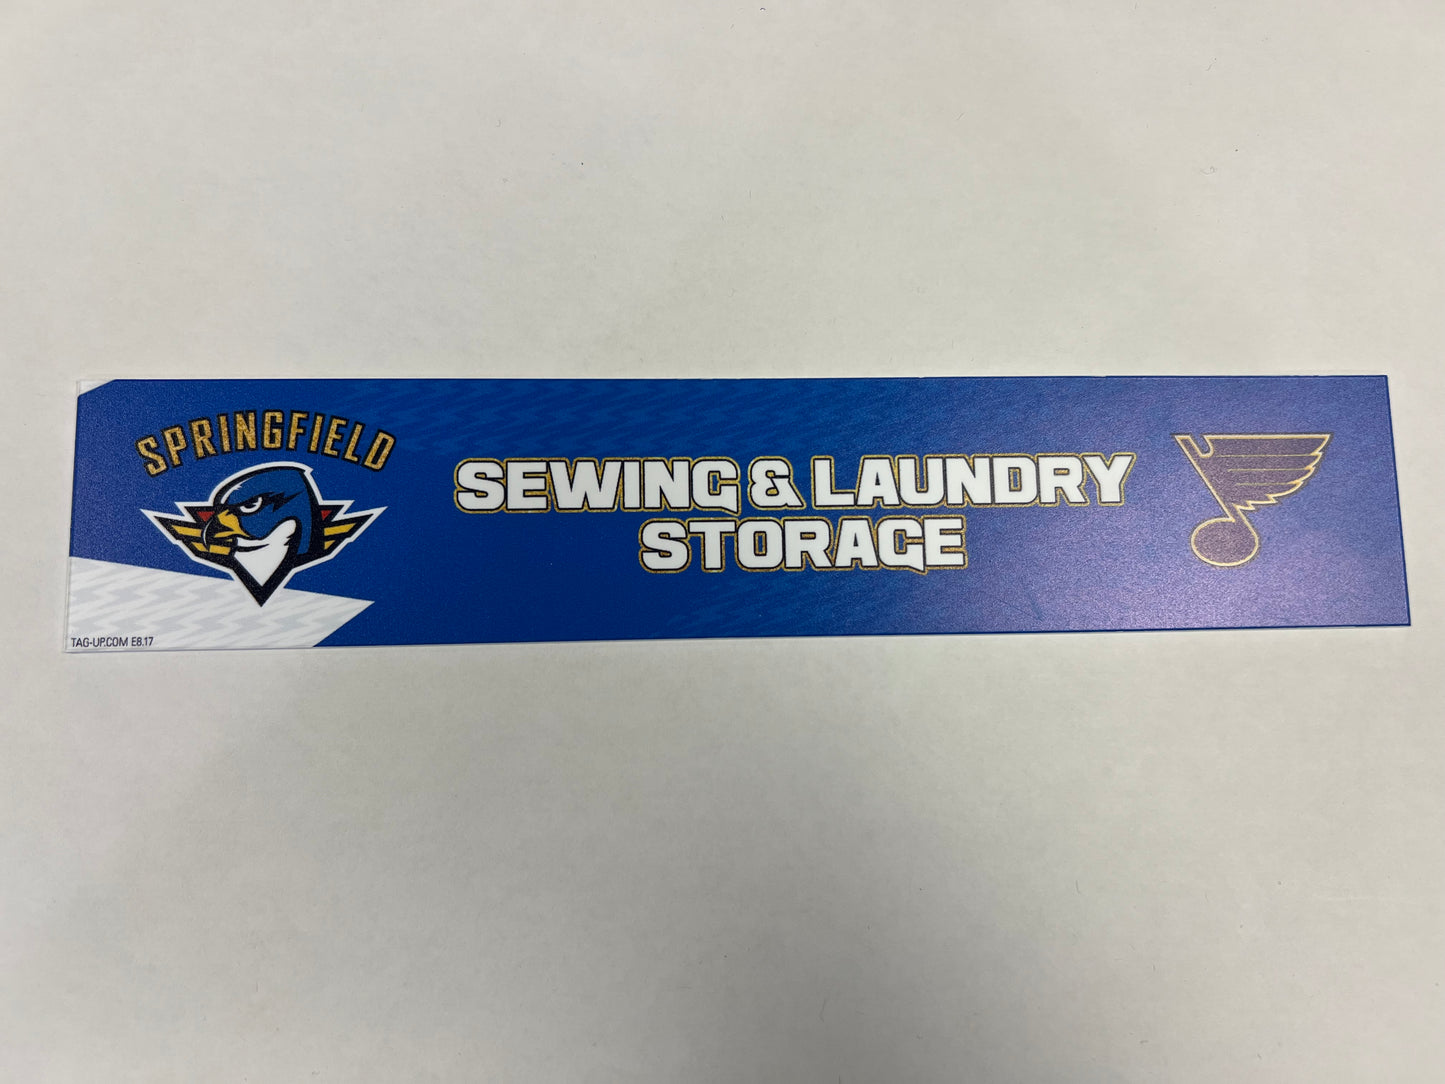 SPRINGFIELD
SEWING & LAUNDRY
STORAGE
TAG-UP.COM E8.17